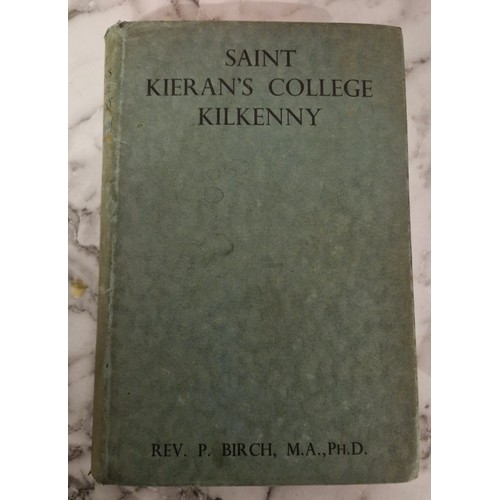 SAINT
KIERAN'S COLLEGE
KILKENNY
REV. P. BIRCH, M.A., PH.D.